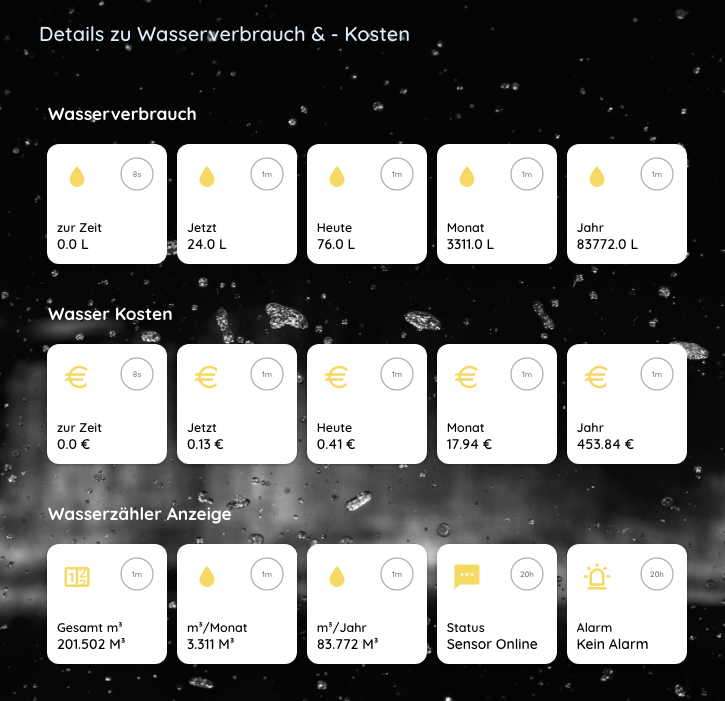 Details zu Wasserverbrauch & - Kosten
Wasserverbrauch
8s
zur Zeit
0.0 L
1m
Jetzt
24.0 L
1m
Heute
76.0 L
1m
Monat
3311.0 L
1m
Jahr
83772.0 L
Wasser Kosten
8s
zur Zeit
0.0 €
1m
Jetzt
0.13 €
1m
Heute
0.41 €
1m
Monat
17.94 €
1m
Jahr
453.84 €
Wasserzähler Anzeige
1m
Gesamt m³
201.502 M³
1m
m³/Monat
3.311 M³
1m
m³/Jahr
83.772 M³
20h
Status
Sensor Online
20h
Alarm
Kein Alarm